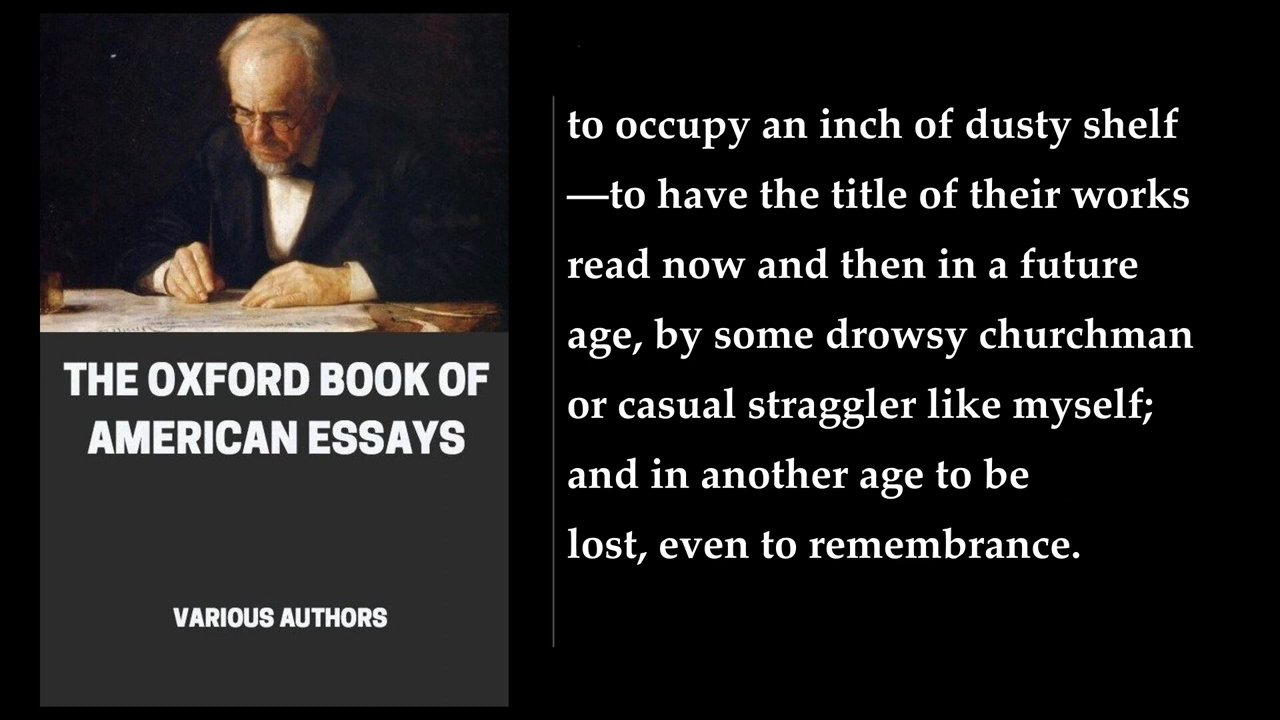 THE OXFORD BOOK OF
AMERICAN ESSAYS
VARIOUS AUTHORS
to occupy an inch of dusty shelf
—to have the title of their works
read now and then in a future
age, by some drowsy churchman
or casual straggler like myself;
and in another age to be
lost, even to remembrance.